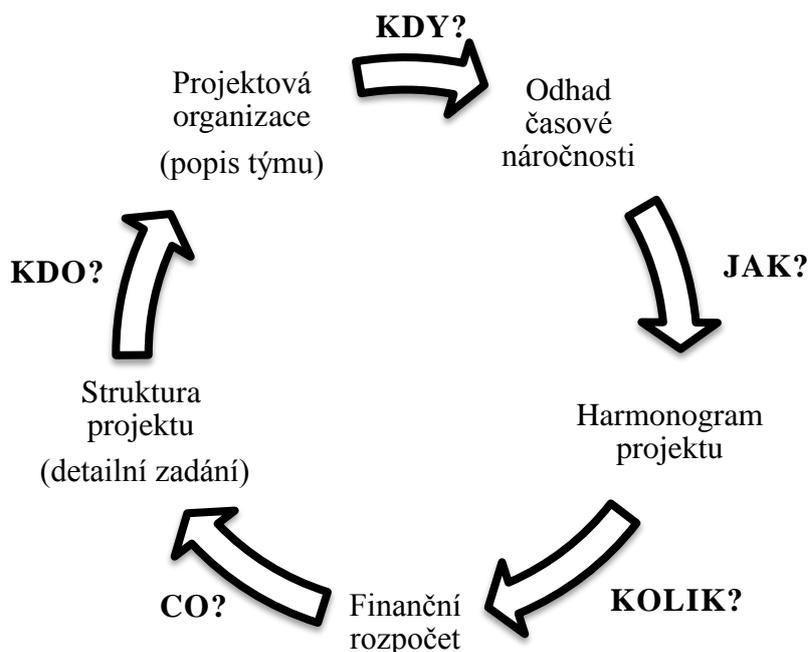 KDY?
Projektová
organizace
(popis týmu)
Odhad
časové
náročnosti
KDO?
JAK?
Struktura
projektu
(detailní zadání)
Harmonogram
projektu
CO?
Finanční
rozpočet
KOLIK?